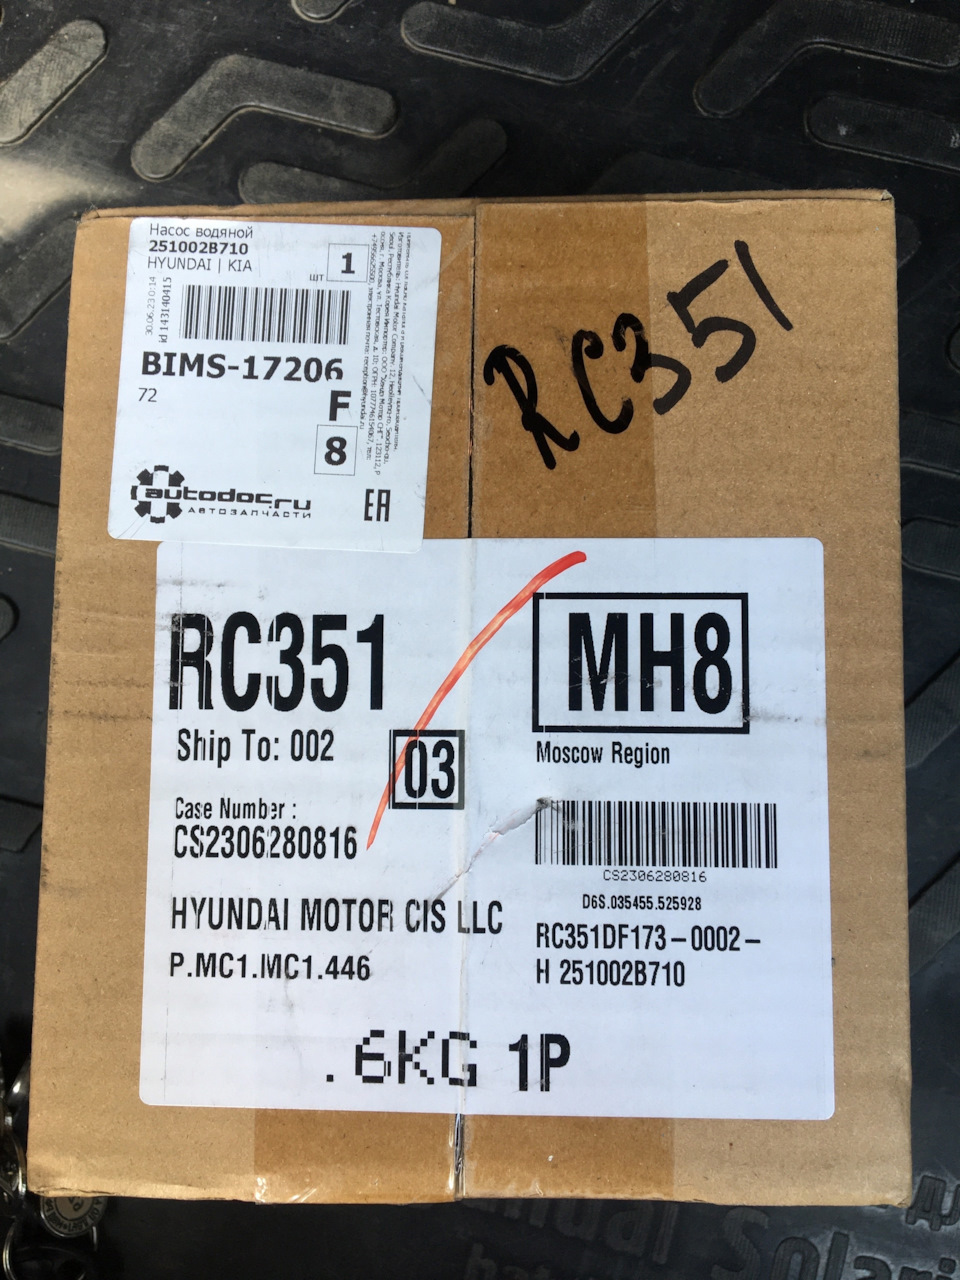 Насос водяной
251002B710
HYUNDAI | KIA
шт 1
30.06.23 0:14
id 143140415
BIMS-17206
72
F
8
autodoc.ru
АВТОЗАПЧАСТИ
EAC
RC351
RC351
MH8
Ship To: 002
03
Moscow Region
Case Number :
CS2306280816
CS2306280816
D6S.035455.525928
HYUNDAI MOTOR CIS LLC
RC351DF173-0002-
P.MC1.MC1.446
H 251002B710
.6KG 1P